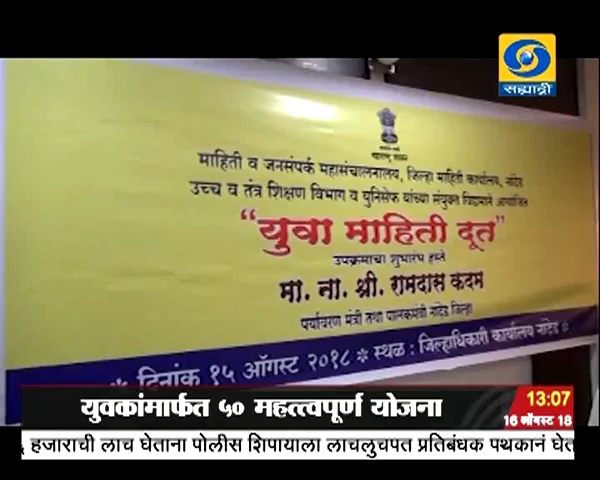 सह्याद्री
माहिती व जनसंपर्क महासंचालनालय, जिल्हा माहिती कार्यालय, नांदेड
उच्च व तंत्र शिक्षण विभाग व युनिसेफ यांच्या संयुक्त विद्यमाने आयोजित
“युवा माहिती दूत”
उपक्रमाचा शुभारंभ हस्ते
मा. ना. श्री. रामदास कदम
पर्यावरण मंत्री तथा पालकमंत्री नांदेड जिल्हा
* दिनांक १५ ऑगस्ट २०१८ * स्थळ : जिल्हाधिकारी कार्यालय नांदेड *
युवकांमार्फत ५० महत्त्वपूर्ण योजना
13:07
16 ऑगस्ट 18
हजाराची लाच घेताना पोलीस शिपायाला लाचलुचपत प्रतिबंधक पथकानं घेत